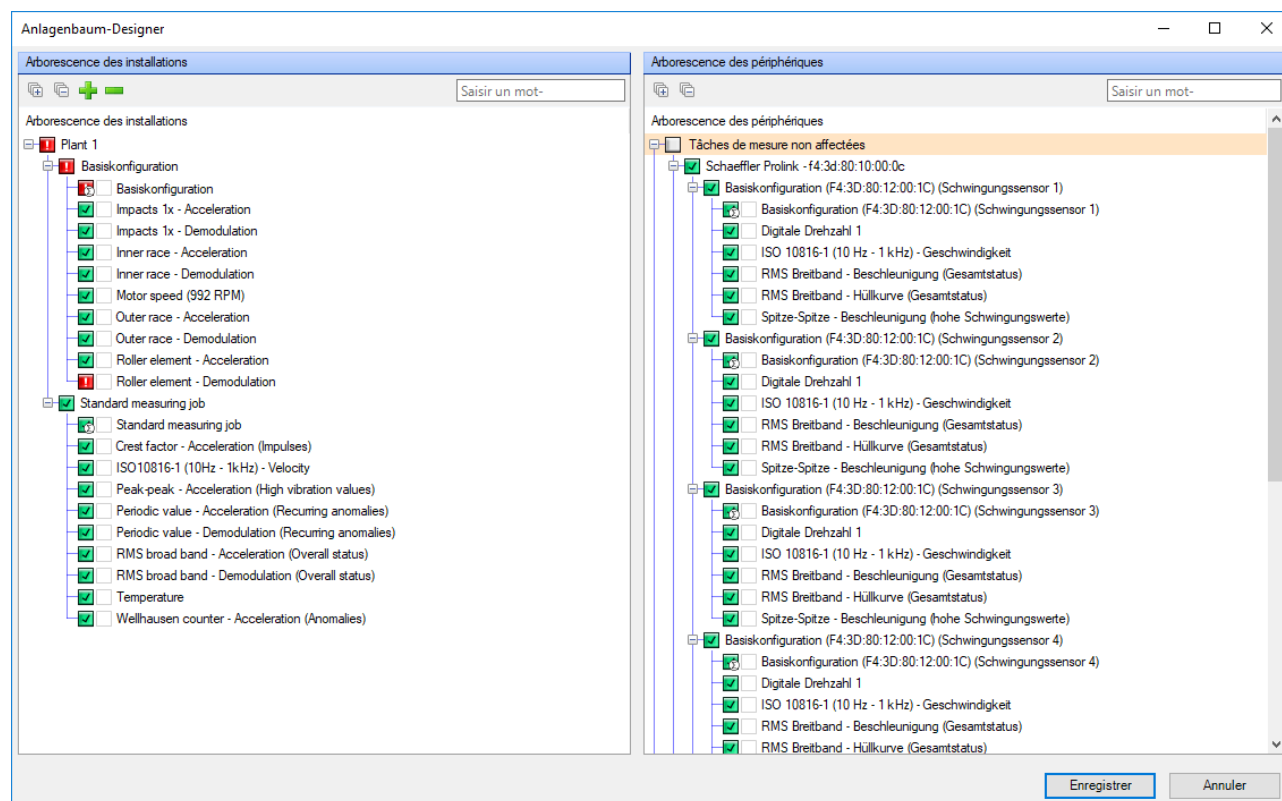 Anlagenbaum-Designer
Arborescence des installations
Saisir un mot-
Arborescence des installations
Plant 1
Basiskonfiguration
Basiskonfiguration
Impacts 1x - Acceleration
Impacts 1x - Demodulation
Inner race - Acceleration
Inner race - Demodulation
Motor speed (992 RPM)
Outer race - Acceleration
Outer race - Demodulation
Roller element - Acceleration
Roller element - Demodulation
Standard measuring job
Standard measuring job
Crest factor - Acceleration (Impulses)
ISO10816-1 (10Hz - 1kHz) - Velocity
Peak-peak - Acceleration (High vibration values)
Periodic value - Acceleration (Recurring anomalies)
Periodic value - Demodulation (Recurring anomalies)
RMS broad band - Acceleration (Overall status)
RMS broad band - Demodulation (Overall status)
Temperature
Wellhausen counter - Acceleration (Anomalies)
Arborescence des périphériques
Saisir un mot-
Arborescence des périphériques
Tâches de mesure non affectées
Schaeffler Prolink - f4:3d:80:10:00:0c
Basiskonfiguration (F4:3D:80:12:00:1C) (Schwingungssensor 1)
Basiskonfiguration (F4:3D:80:12:00:1C) (Schwingungssensor 1)
Digitale Drehzahl 1
ISO 10816-1 (10 Hz - 1 kHz) - Geschwindigkeit
RMS Breitband - Beschleunigung (Gesamtstatus)
RMS Breitband - Hüllkurve (Gesamtstatus)
Spitze-Spitze - Beschleunigung (hohe Schwingungswerte)
Basiskonfiguration (F4:3D:80:12:00:1C) (Schwingungssensor 2)
Basiskonfiguration (F4:3D:80:12:00:1C) (Schwingungssensor 2)
Digitale Drehzahl 1
ISO 10816-1 (10 Hz - 1 kHz) - Geschwindigkeit
RMS Breitband - Beschleunigung (Gesamtstatus)
RMS Breitband - Hüllkurve (Gesamtstatus)
Spitze-Spitze - Beschleunigung (hohe Schwingungswerte)
Basiskonfiguration (F4:3D:80:12:00:1C) (Schwingungssensor 3)
Basiskonfiguration (F4:3D:80:12:00:1C) (Schwingungssensor 3)
Digitale Drehzahl 1
ISO 10816-1 (10 Hz - 1 kHz) - Geschwindigkeit
RMS Breitband - Beschleunigung (Gesamtstatus)
RMS Breitband - Hüllkurve (Gesamtstatus)
Spitze-Spitze - Beschleunigung (hohe Schwingungswerte)
Basiskonfiguration (F4:3D:80:12:00:1C) (Schwingungssensor 4)
Basiskonfiguration (F4:3D:80:12:00:1C) (Schwingungssensor 4)
Digitale Drehzahl 1
ISO 10816-1 (10 Hz - 1 kHz) - Geschwindigkeit
RMS Breitband - Beschleunigung (Gesamtstatus)
RMS Breitband - Hüllkurve (Gesamtstatus)
Enregistrer
Annuler